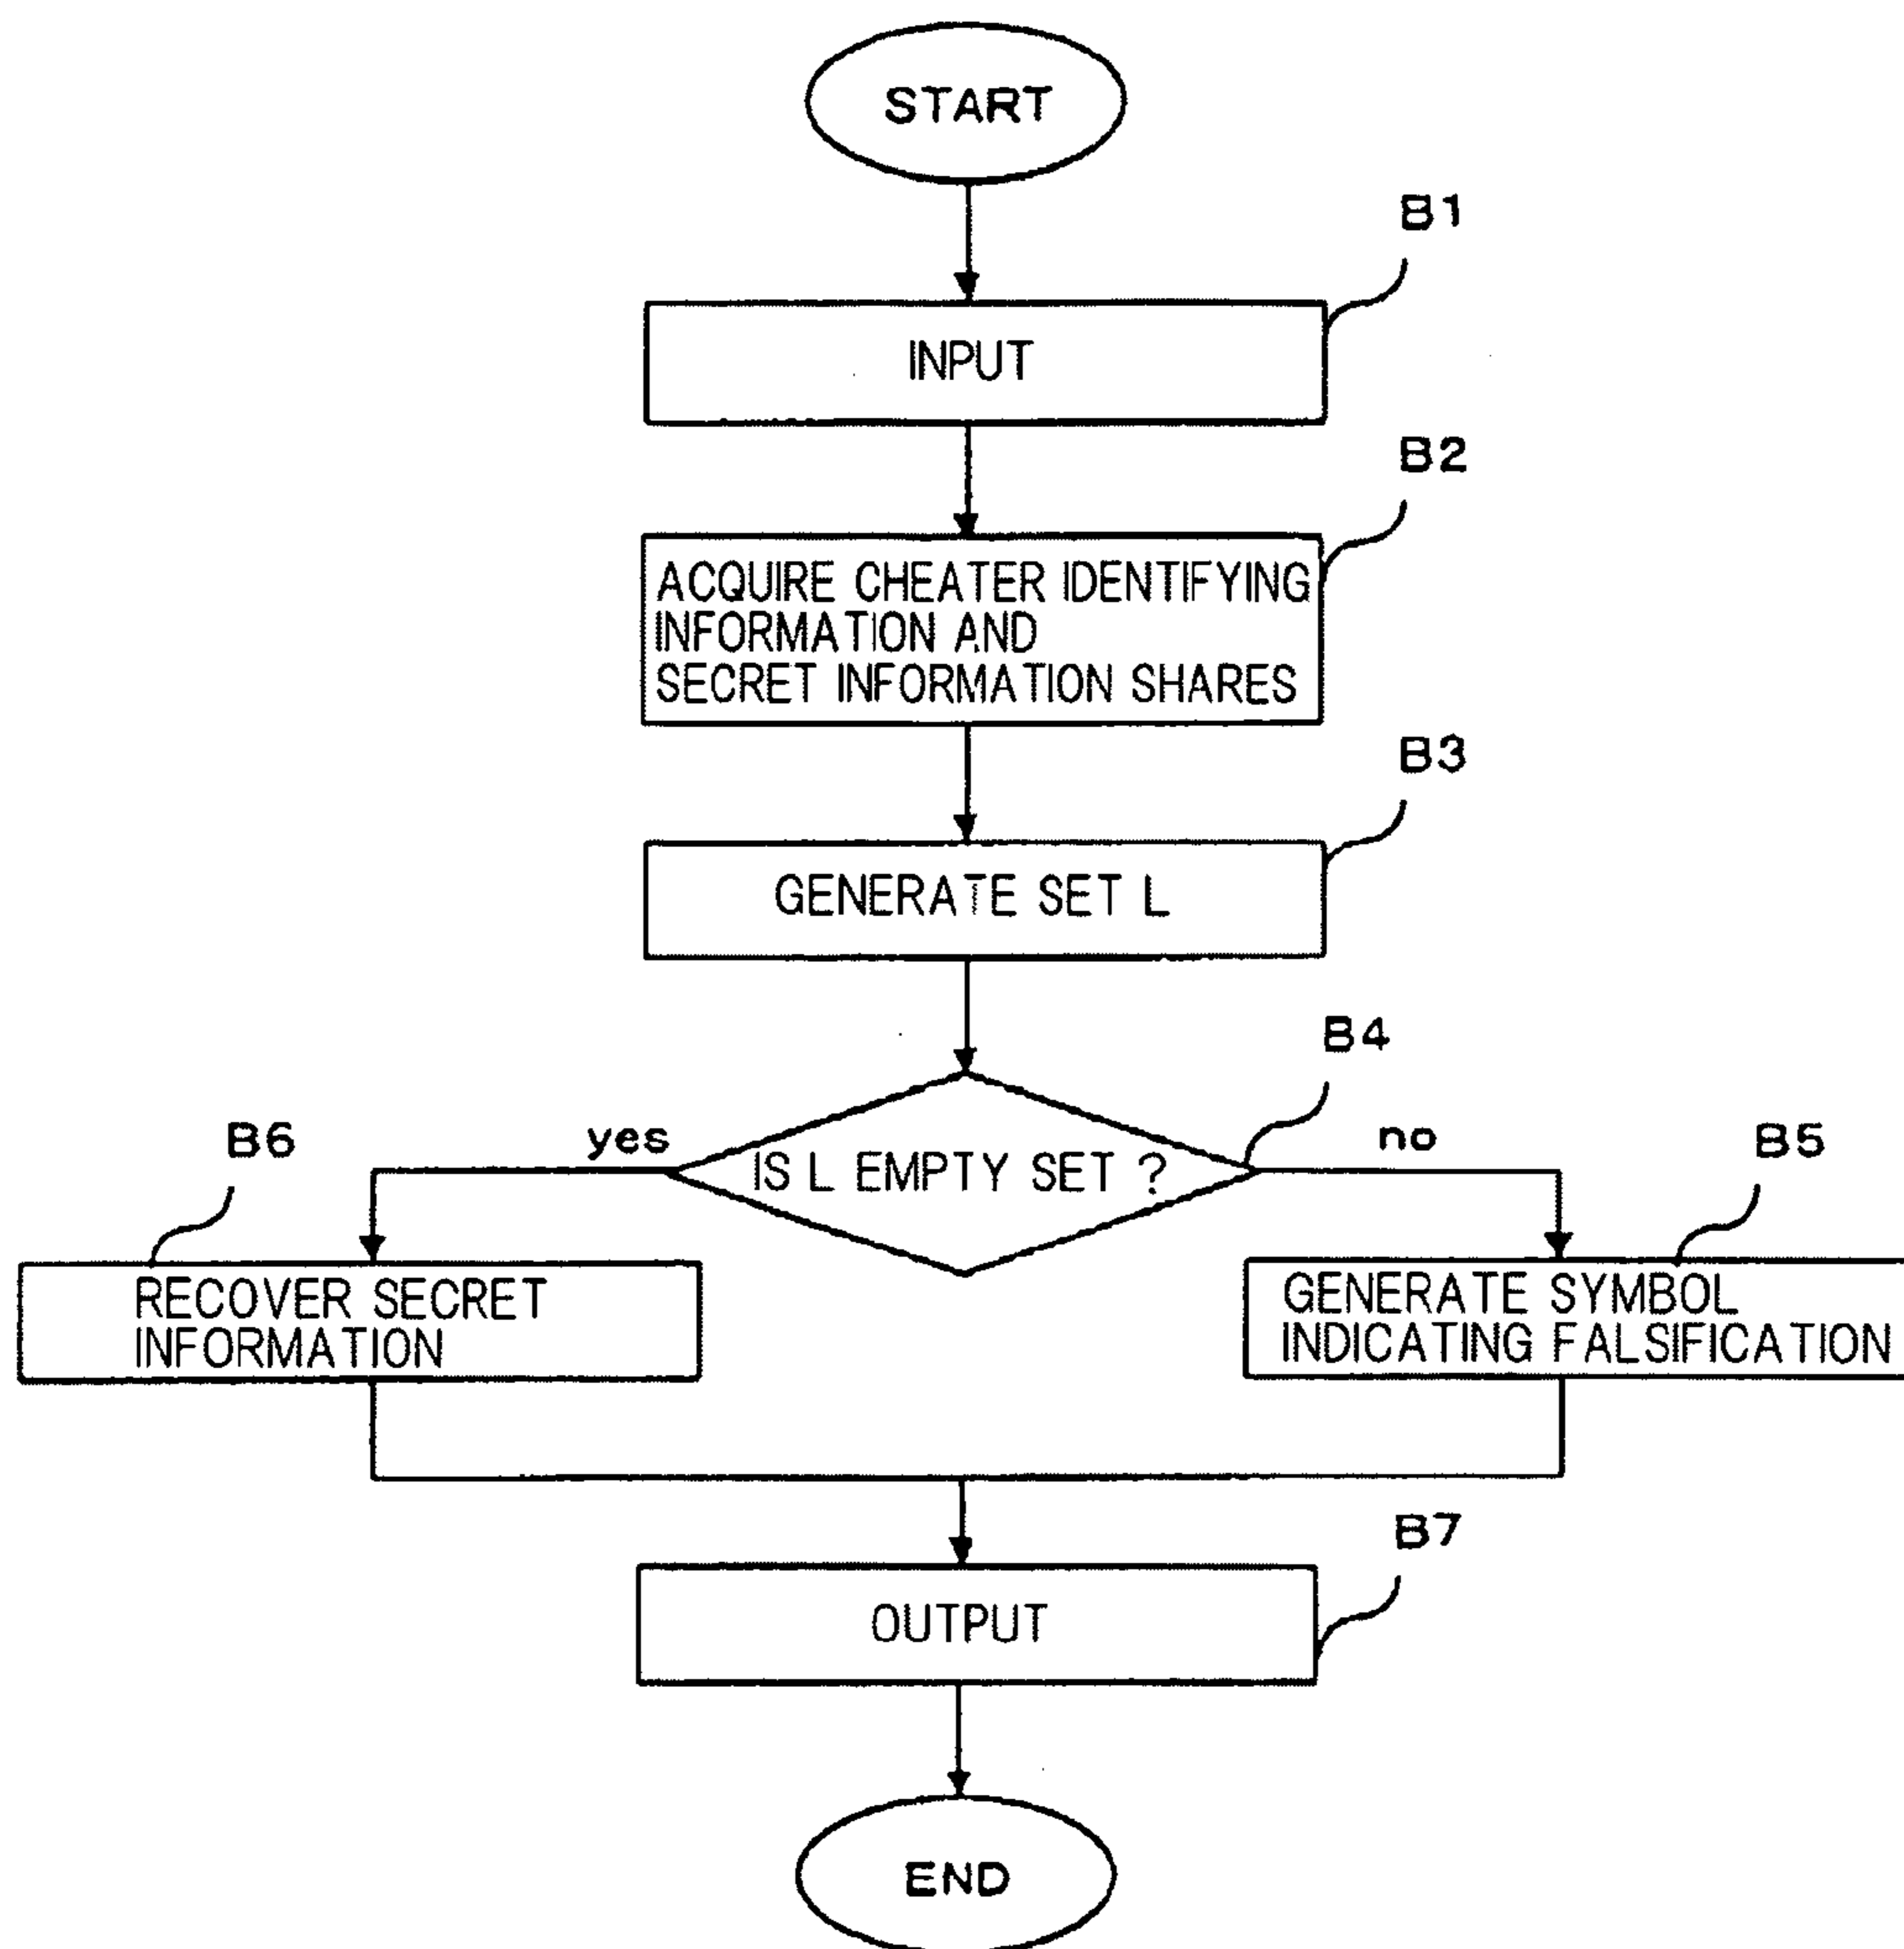 START
B1
INPUT
B2
ACQUIRE CHEATER IDENTIFYING
INFORMATION AND
SECRET INFORMATION SHARES
B3
GENERATE SET L
B4
IS L EMPTY SET ?
yes
no
B6
RECOVER SECRET
INFORMATION
B5
GENERATE SYMBOL
INDICATING FALSIFICATION
B7
OUTPUT
END